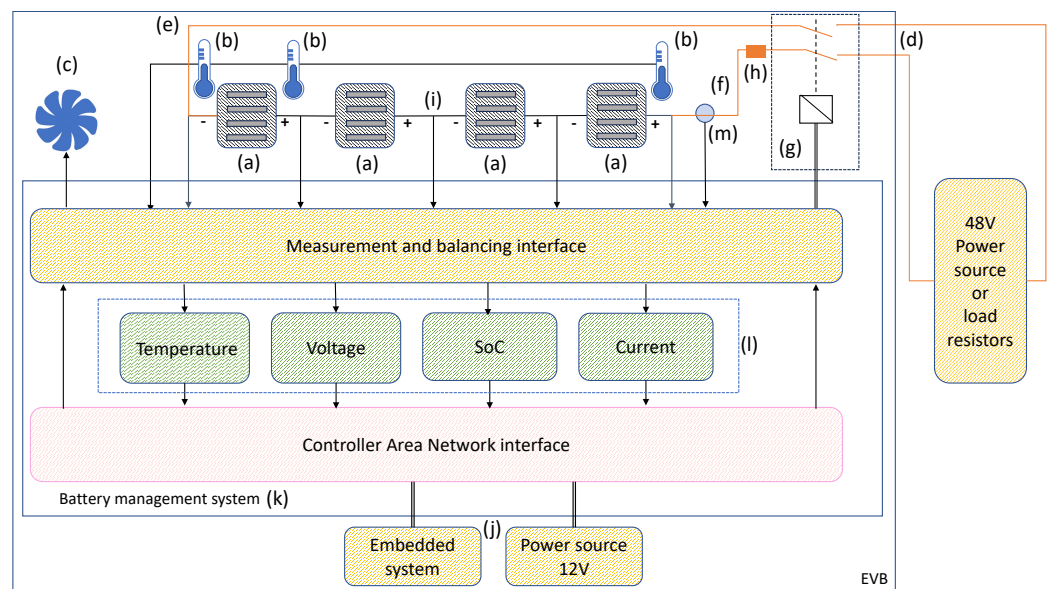 (e)
(b)
(b)
(b)
(d)
(c)
(h)
(f)
(i)
- + - + - + - +
(m)
(g)
(a)
(a)
(a)
(a)
48V
Power
source
or
load
resistors
Measurement and balancing interface
Temperature
Voltage
SoC
Current
(l)
Controller Area Network interface
Battery management system (k)
(j)
Embedded
system
Power source
12V
EVB